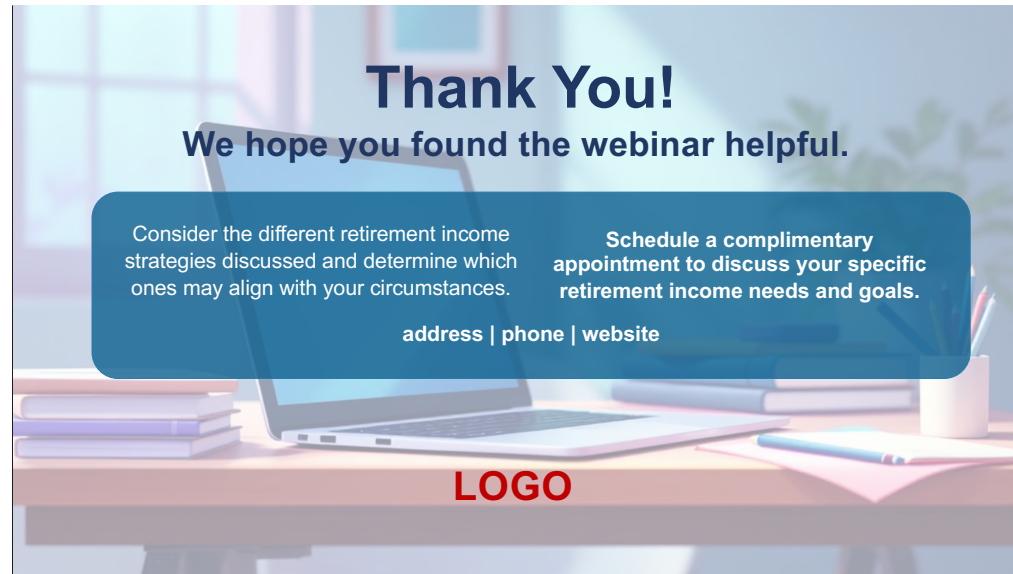 Thank You!
We hope you found the webinar helpful.
Consider the different retirement income
strategies discussed and determine which
ones may align with your circumstances.
Schedule a complimentary
appointment to discuss your specific
retirement income needs and goals.
address | phone | website
LOGO